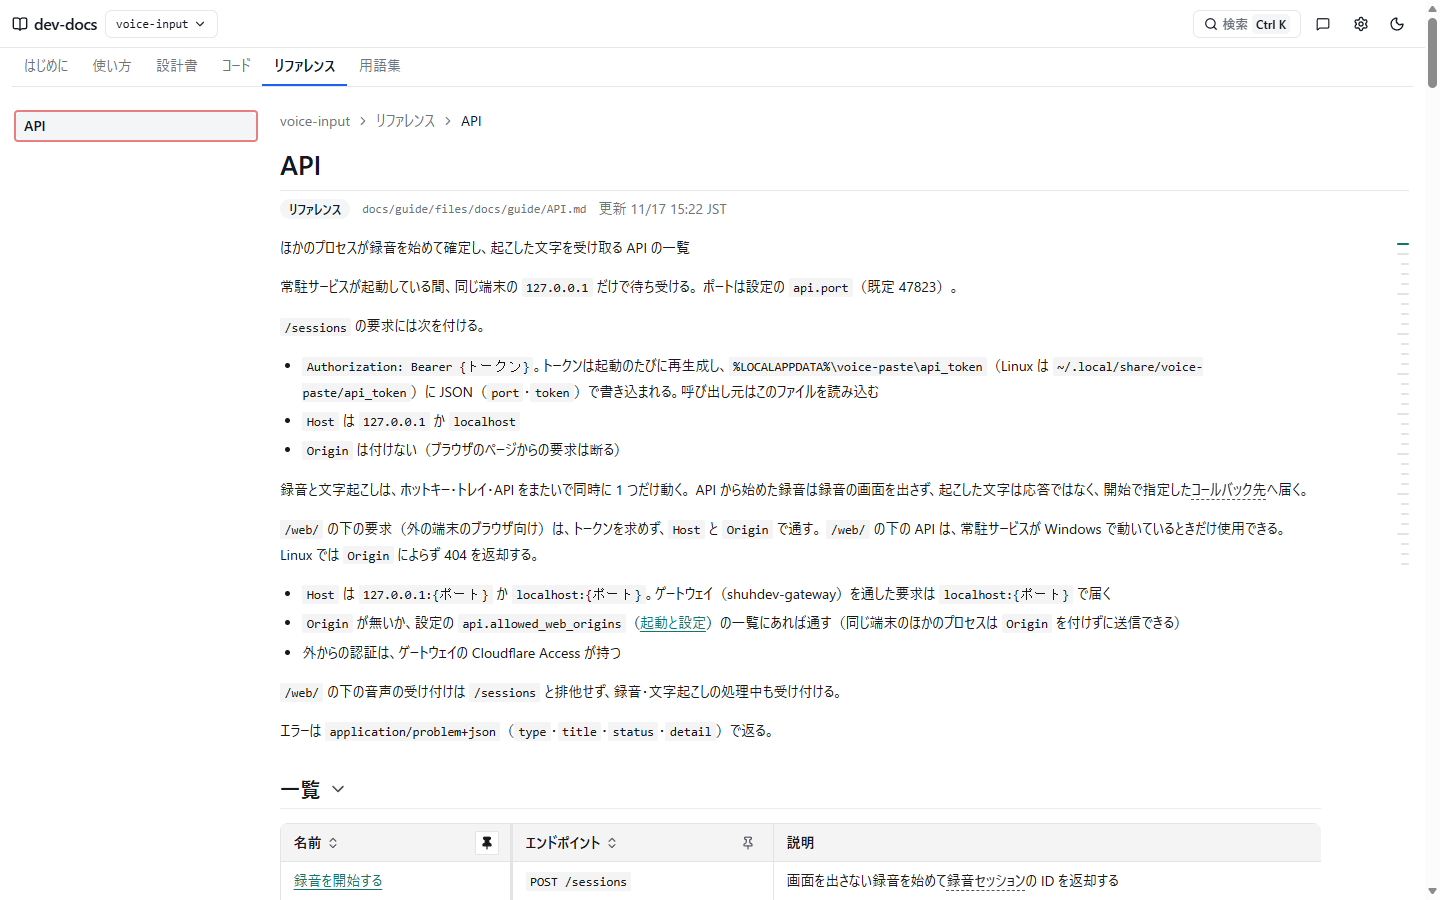 dev-docs
voice-input
検索 Ctrl K
はじめに
使い方
設計書
コード
リファレンス
用語集
API
voice-input > リファレンス > API
API
リファレンス docs/guide/files/docs/guide/API.md 更新 11/17 15:22 JST
ほかのプロセスが録音を始めて確定し、起こした文字を受け取る API の一覧
常駐サービスが起動している間、同じ端末の 127.0.0.1 だけで待ち受ける。ポートは設定の api.port（既定 47823）。
/sessions の要求には次を付ける。
• Authorization: Bearer {トークン}。トークンは起動のたびに再生成し、%LOCALAPPDATA%\voice-paste\api_token（Linux は ~/.local/share/voice-
paste/api_token）に JSON（port・token）で書き込まれる。呼び出し元はこのファイルを読み込む
• Host は 127.0.0.1 か localhost
• Origin は付けない（ブラウザのページからの要求は断る）
録音と文字起こしは、ホットキー・トレイ・API をまたいで同時に 1 つだけ動く。API から始めた録音は録音の画面を出さず、起こした文字は応答ではなく、開始で指定したコールバック先へ届く。
/web/ の下の要求（外の端末のブラウザ向け）は、トークンを求めず、Host と Origin で通す。/web/ の下の API は、常駐サービスが Windows で動いているときだけ使用できる。
Linux では Origin によらず 404 を返却する。
• Host は 127.0.0.1:{ポート} か localhost:{ポート}。ゲートウェイ（shuhdev-gateway）を通した要求は localhost:{ポート} で届く
• Origin が無いか、設定の api.allowed_web_origins（起動と設定）の一覧にあれば通す（同じ端末のほかのプロセスは Origin を付けずに送信できる）
• 外からの認証は、ゲートウェイの Cloudflare Access が持つ
/web/ の下の音声の受け付けは /sessions と排他せず、録音・文字起こしの処理中も受け付ける。
エラーは application/problem+json（type・title・status・detail）で返る。
一覧
名前 エンドポイント 説明
録音を開始する POST /sessions 画面を出さない録音を始めて録音セッションの ID を返却する